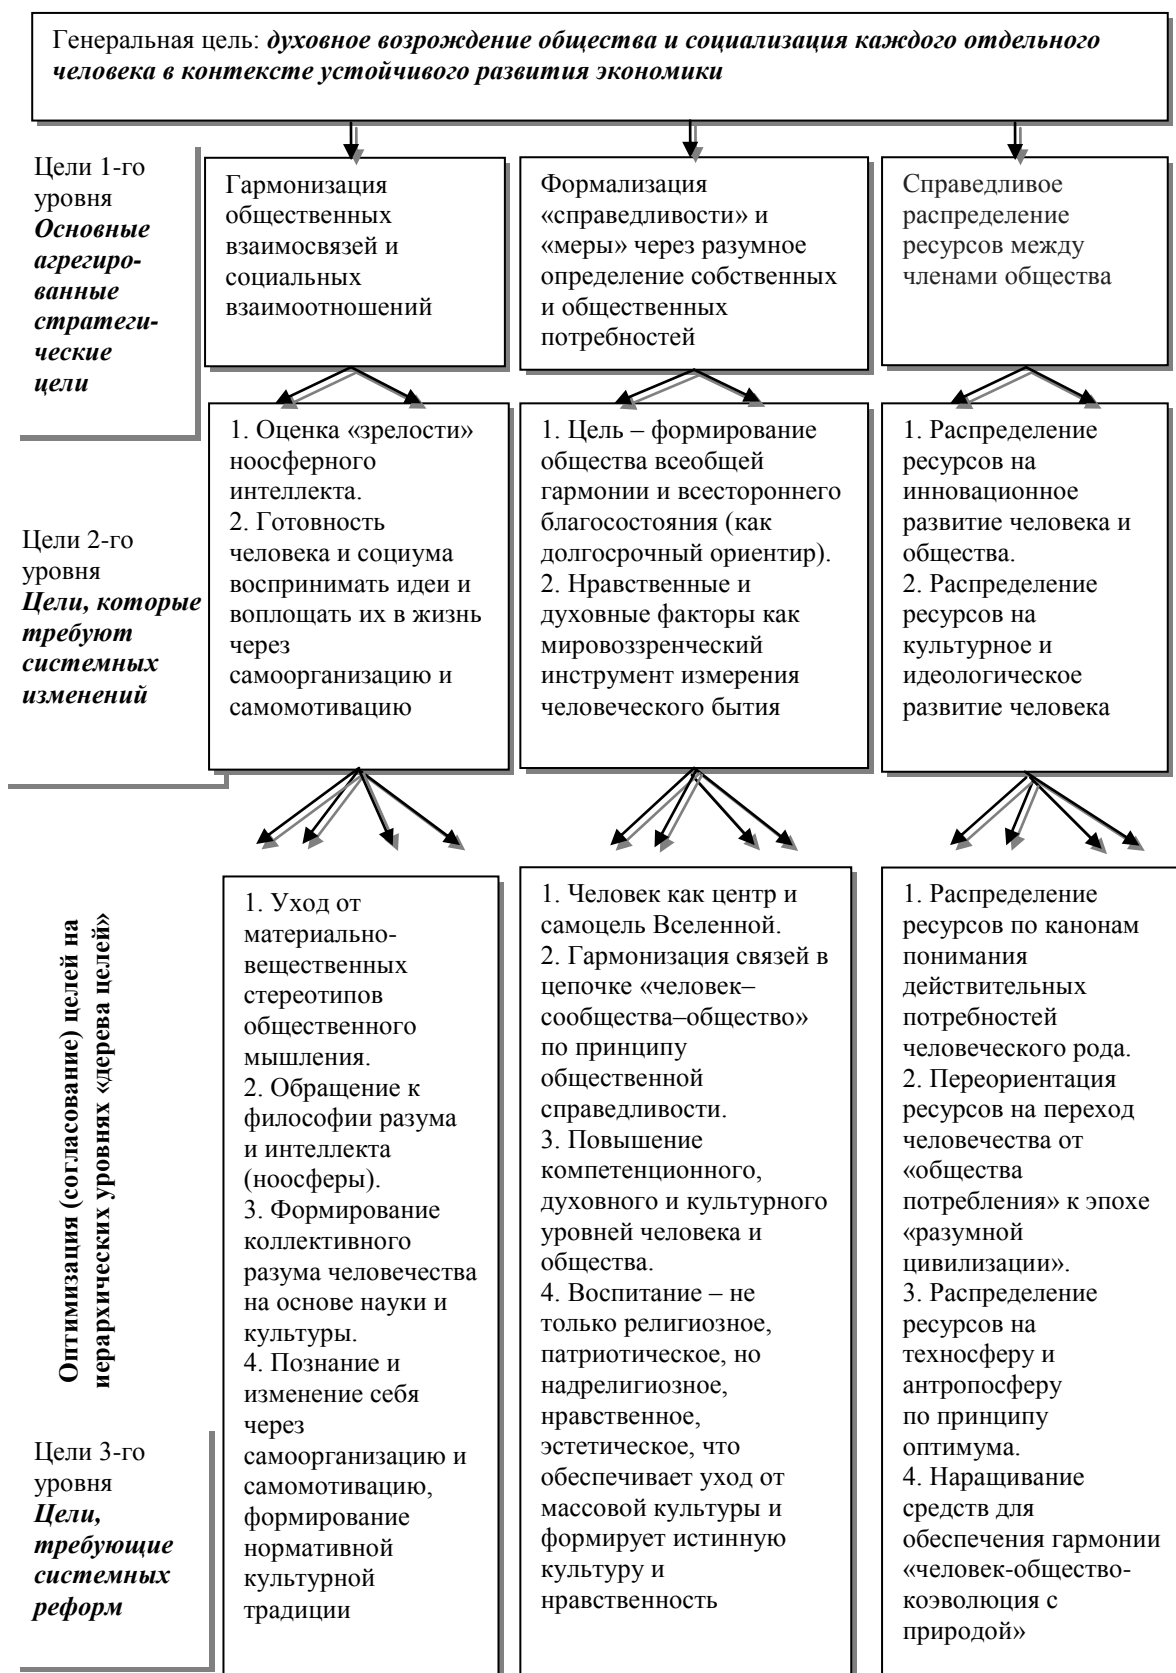 Генеральная цель: духовное возрождение общества и социализация каждого отдельного
человека в контексте устойчивого развития экономики
Цели 1-го
уровня
Основные
агрегиро-
ванные
стратеги-
ческие
цели
Гармонизация
общественных
взаимосвязей и
социальных
взаимоотношений
Формализация
«справедливости» и
«меры» через разумное
определение собственных
и общественных
потребностей
Справедливое
распределение
ресурсов между
членами общества
Цели 2-го
уровня
Цели, которые
требуют
системных
изменений
1. Оценка «зрелости»
ноосферного
интеллекта.
2. Готовность
человека и социума
воспринимать идеи и
воплощать их в жизнь
через
самоорганизацию и
самомотивацию
1. Цель – формирование
общества всеобщей
гармонии и всестороннего
благосостояния (как
долгосрочный ориентир).
2. Нравственные и
духовные факторы как
мировоззренческий
инструмент измерения
человеческого бытия
1. Распределение
ресурсов на
инновационное
развитие человека и
общества.
2. Распределение
ресурсов на
культурное и
идеологическое
развитие человека
Оптимизация (согласование) целей на
иерархических уровнях «дерева целей»
Цели 3-го
уровня
Цели,
требующие
системных
реформ
1. Уход от
материально-
вещественных
стереотипов
общественного
мышления.
2. Обращение к
философии разума
и интеллекта
(ноосферы).
3. Формирование
коллективного
разума человечества
на основе науки и
культуры.
4. Познание и
изменение себя
через
самоорганизацию и
самомотивацию,
формирование
нормативной
культурной
традиции
1. Человек как центр и
самоцель Вселенной.
2. Гармонизация связей в
цепочке «человек–
сообщества–общество»
по принципу
общественной
справедливости.
3. Повышение
компетенционного,
духовного и культурного
уровней человека и
общества.
4. Воспитание – не
только религиозное,
патриотическое, но
надрелигиозное,
нравственное,
эстетическое, что
обеспечивает уход от
массовой культуры и
формирует истинную
культуру и
нравственность
1. Распределение
ресурсов по канонам
понимания
действительных
потребностей
человеческого рода.
2. Переориентация
ресурсов на переход
человечества от
«общества
потребления» к эпохе
«разумной
цивилизации».
3. Распределение
ресурсов на
техносферу и
антропосферу
по принципу
оптимума.
4. Наращивание
средств для
обеспечения гармонии
«человек-общество-
коэволюция с
природой»